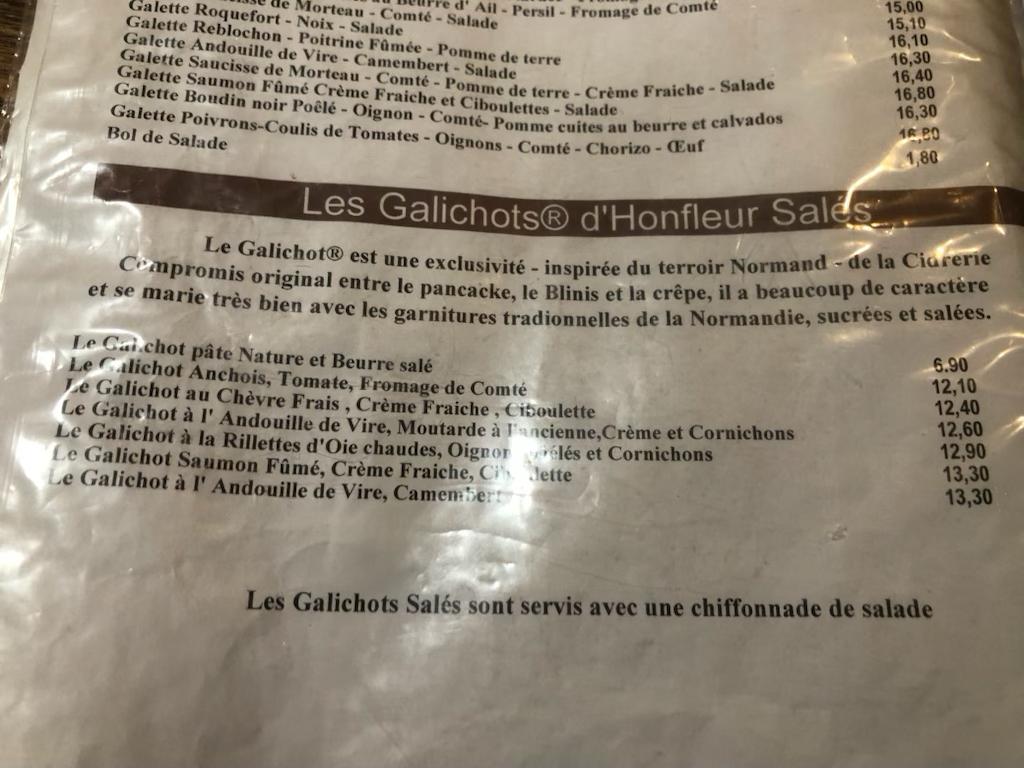 de Morteau - Comté - Salade d' Ail - Persil - Fromage de Comté
Galette Roquefort - Noix - Salade 15,00
Galette Reblochon - Poitrine Fûmée - Pomme de terre 15,10
Galette Andouille de Vire - Camembert - Salade 16,10
Galette Saucisse de Morteau - Comté - Pomme de terre - Crème Fraiche - Salade 16,30
Galette Saumon Fûmé Crème Fraiche et Ciboulettes - Salade 16,40
Galette Boudin noir Poêlé - Oignon - Comté- Pomme cuites au beurre et calvados 16,80
Galette Poivrons-Coulis de Tomates - Oignons - Comté - Chorizo - Œuf 16,30
16,80
Bol de Salade 1,80
Les Galichots® d'Honfleur Salés
Le Galichot® est une exclusivité - inspirée du terroir Normand - de la Cidrerie
Compromis original entre le pancacke, le Blinis et la crêpe, il a beaucoup de caractère
et se marie très bien avec les garnitures tradionnelles de la Normandie, sucrées et salées.
Le Galichot pâte Nature et Beurre salé 6.90
Le Galichot Anchois, Tomate, Fromage de Comté 12,10
Le Galichot au Chèvre Frais , Crème Fraiche , Ciboulette 12,40
Le Galichot à l' Andouille de Vire, Moutarde à l'ancienne,Crème et Cornichons 12,60
Le Galichot à la Rillettes d'Oie chaudes, et Cornichons 12,90
Le Galichot Saumon Fûmé, Crème Fraiche, Ciboulette 13,30
Le Galichot à l' Andouille de Vire, Camembert 13,30
Les Galichots Salés sont servis avec une chiffonnade de salade